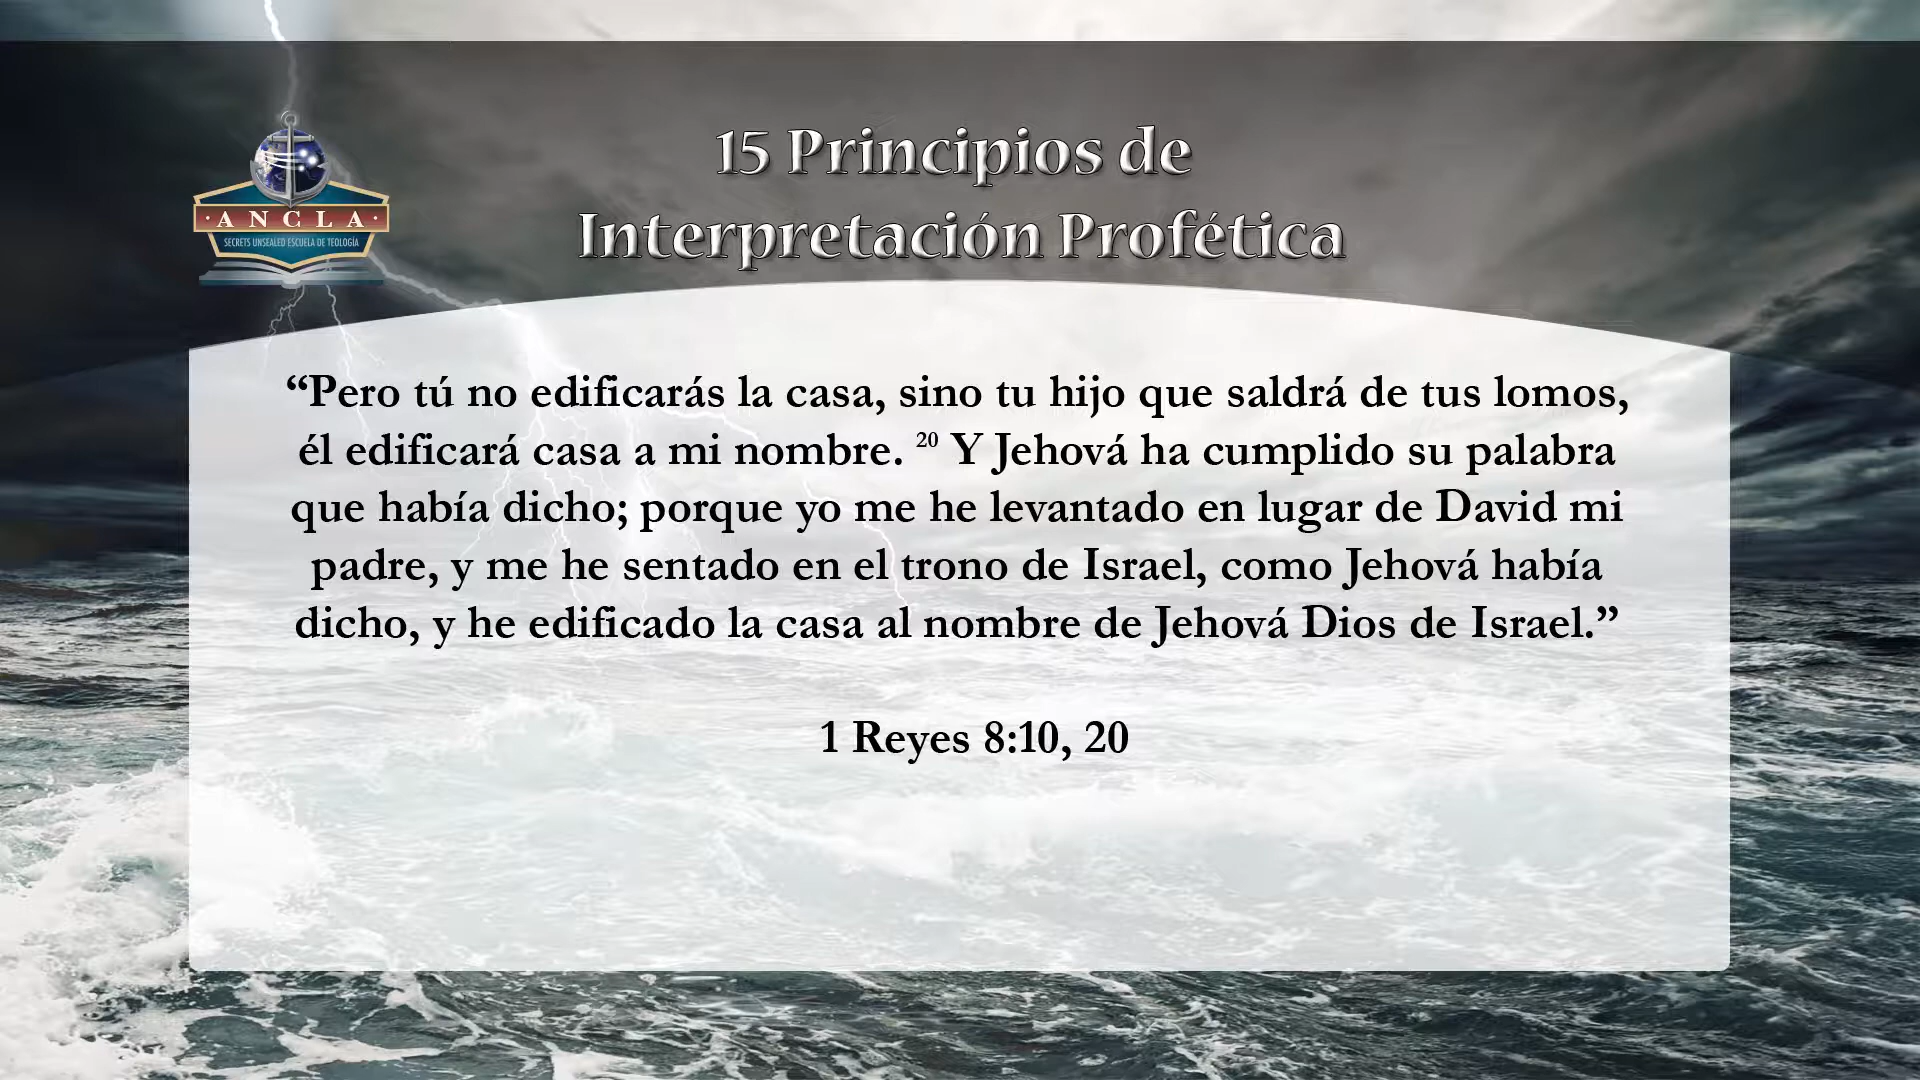 15 Principios de
Interpretación Profética
·ANCLA·
SECRETS UNSEALED ESCUELA DE TEOLOGÍA
“Pero tú no edificarás la casa, sino tu hijo que saldrá de tus lomos,
él edificará casa a mi nombre. 20 Y Jehová ha cumplido su palabra
que había dicho; porque yo me he levantado en lugar de David mi
padre, y me he sentado en el trono de Israel, como Jehová había
dicho, y he edificado la casa al nombre de Jehová Dios de Israel.”
1 Reyes 8:10, 20